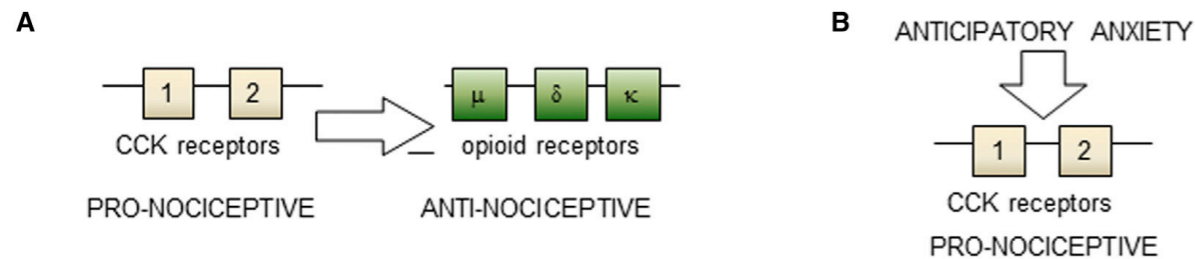 A
1 2
CCK receptors
PRO-NOCICEPTIVE
μ δ κ
opioid receptors
ANTI-NOCICEPTIVE
B
ANTICIPATORY ANXIETY
1 2
CCK receptors
PRO-NOCICEPTIVE